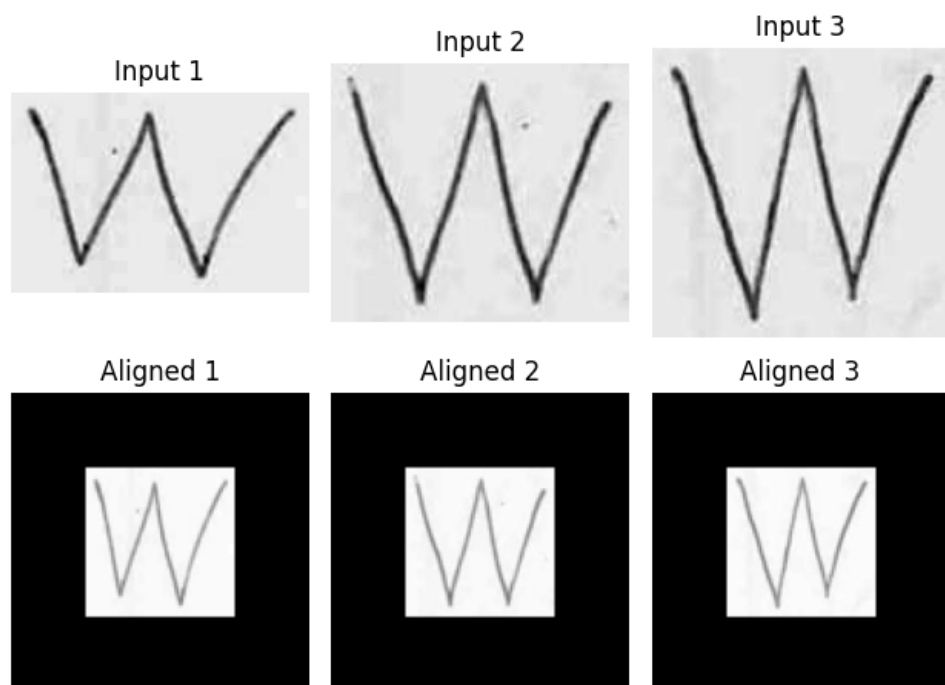 Input 1 Input 2 Input 3
W W W
Aligned 1 Aligned 2 Aligned 3
W W W